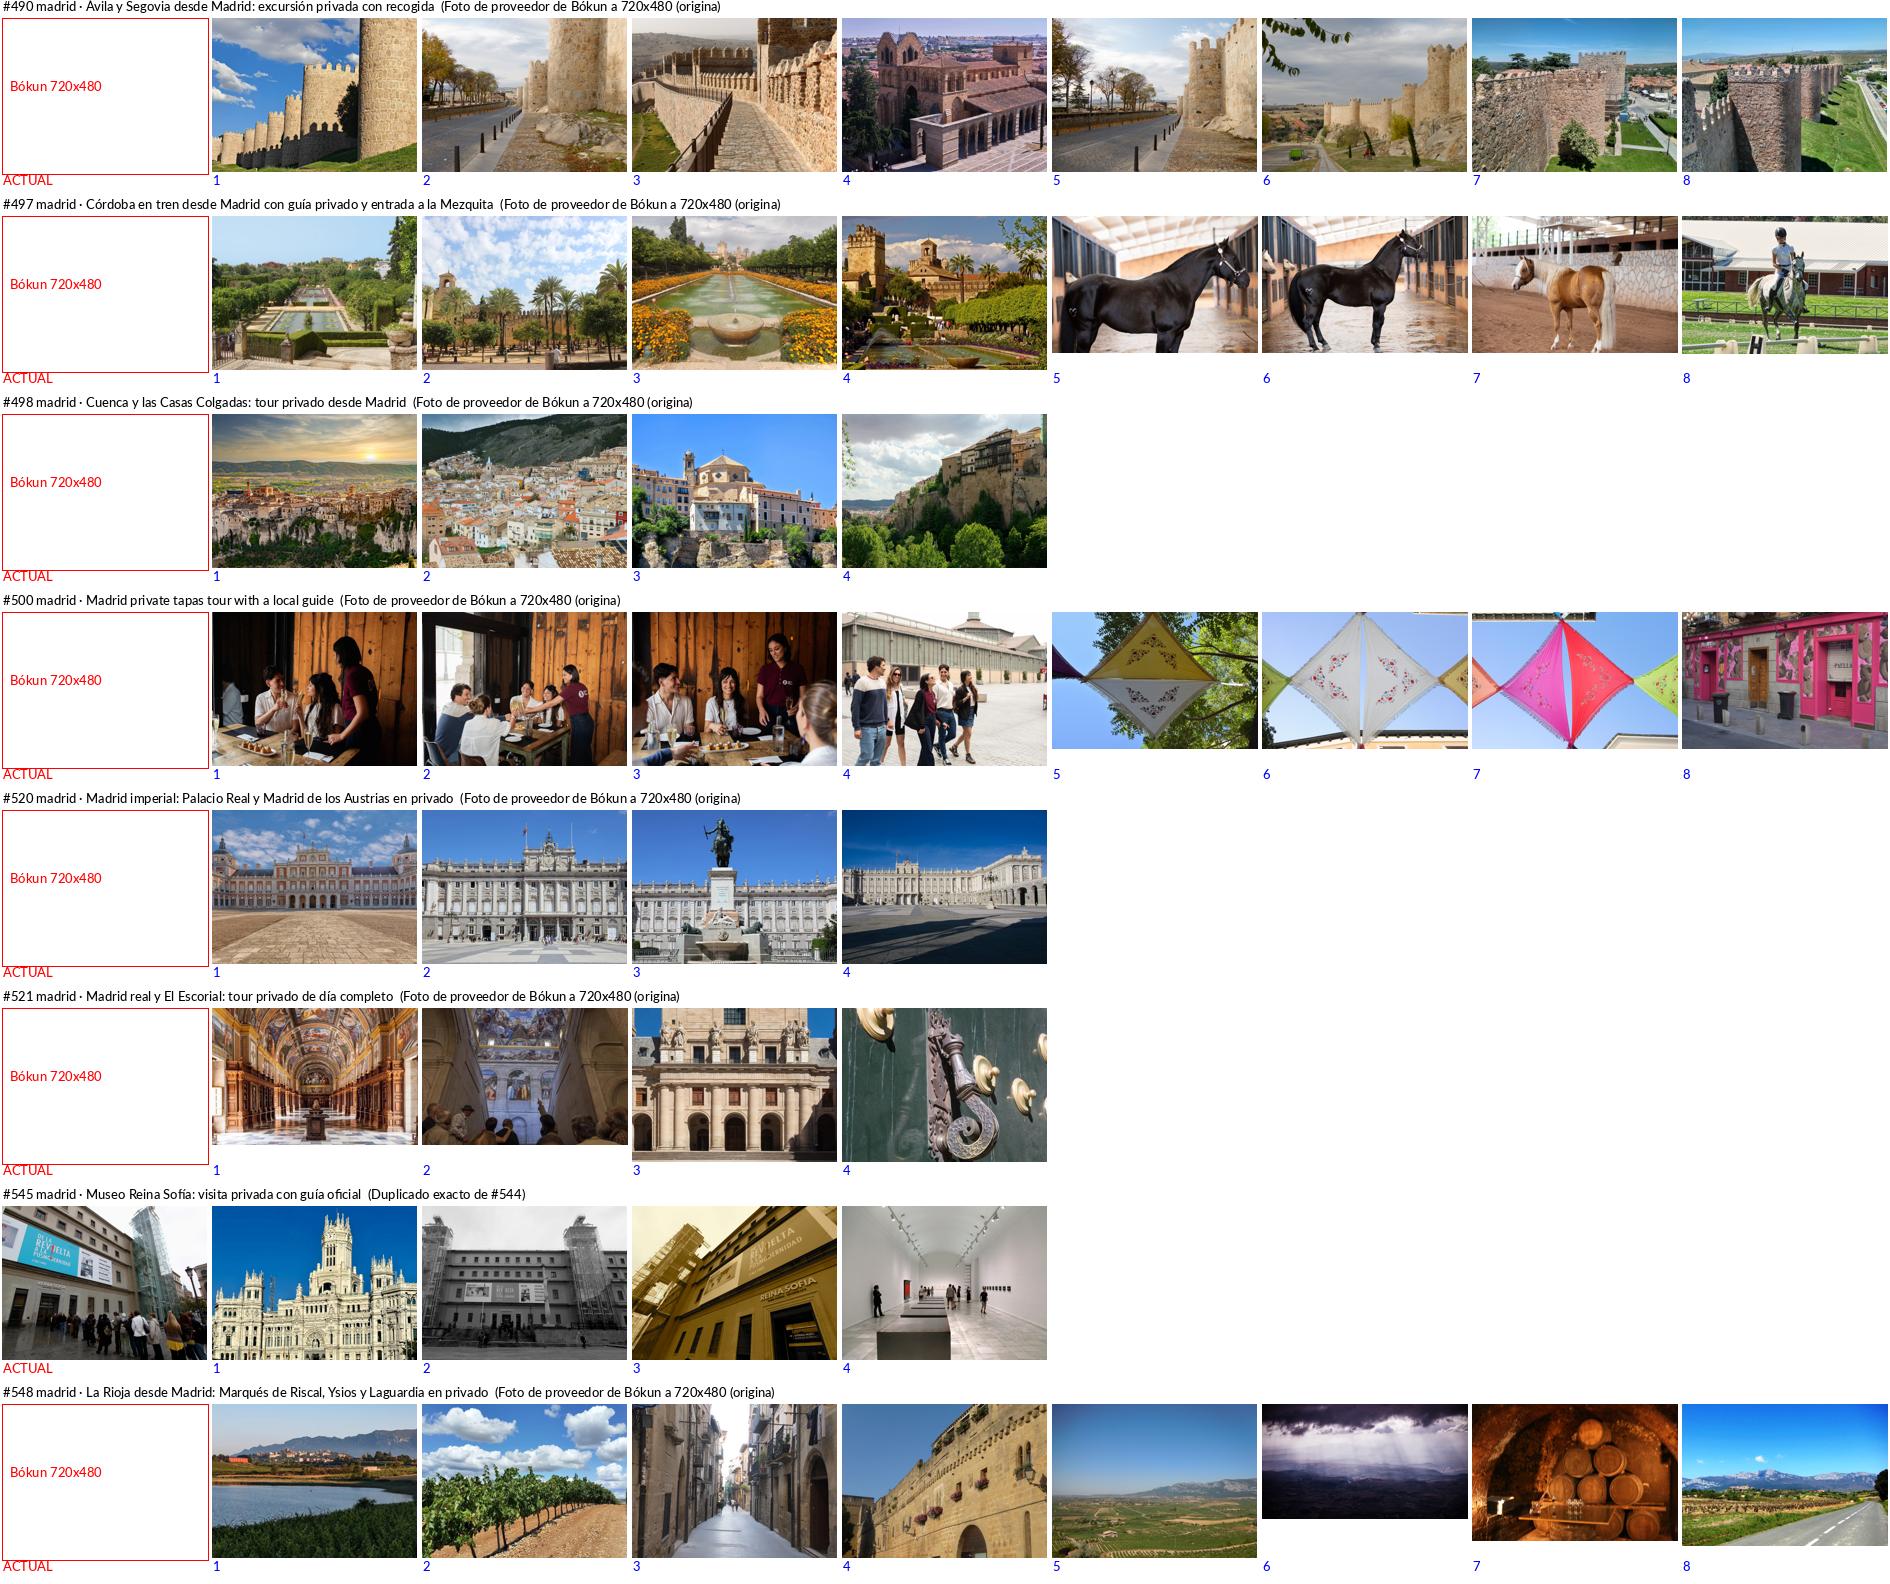 #490 madrid · Ávila y Segovia desde Madrid: excursión privada con recogida (Foto de proveedor de Bókun a 720x480 (origina)
Bókun 720x480
ACTUAL 1 2 3 4 5 6 7 8
#497 madrid · Córdoba en tren desde Madrid con guía privado y entrada a la Mezquita (Foto de proveedor de Bókun a 720x480 (origina)
Bókun 720x480
ACTUAL 1 2 3 4 5 6 7 8
#498 madrid · Cuenca y las Casas Colgadas: tour privado desde Madrid (Foto de proveedor de Bókun a 720x480 (origina)
Bókun 720x480
ACTUAL 1 2 3 4
#500 madrid · Madrid private tapas tour with a local guide (Foto de proveedor de Bókun a 720x480 (origina)
Bókun 720x480
PAELLA
ACTUAL 1 2 3 4 5 6 7 8
#520 madrid · Madrid imperial: Palacio Real y Madrid de los Austrias en privado (Foto de proveedor de Bókun a 720x480 (origina)
Bókun 720x480
ACTUAL 1 2 3 4
#521 madrid · Madrid real y El Escorial: tour privado de día completo (Foto de proveedor de Bókun a 720x480 (origina)
Bókun 720x480
ACTUAL 1 2 3 4
#545 madrid · Museo Reina Sofía: visita privada con guía oficial (Duplicado exacto de #544)
DE LA
REVUELTA
A LA
POSMODERNIDAD
REINA SOFIA
ACTUAL 1 2 3 4
#548 madrid · La Rioja desde Madrid: Marqués de Riscal, Ysios y Laguardia en privado (Foto de proveedor de Bókun a 720x480 (origina)
Bókun 720x480
ACTUAL 1 2 3 4 5 6 7 8